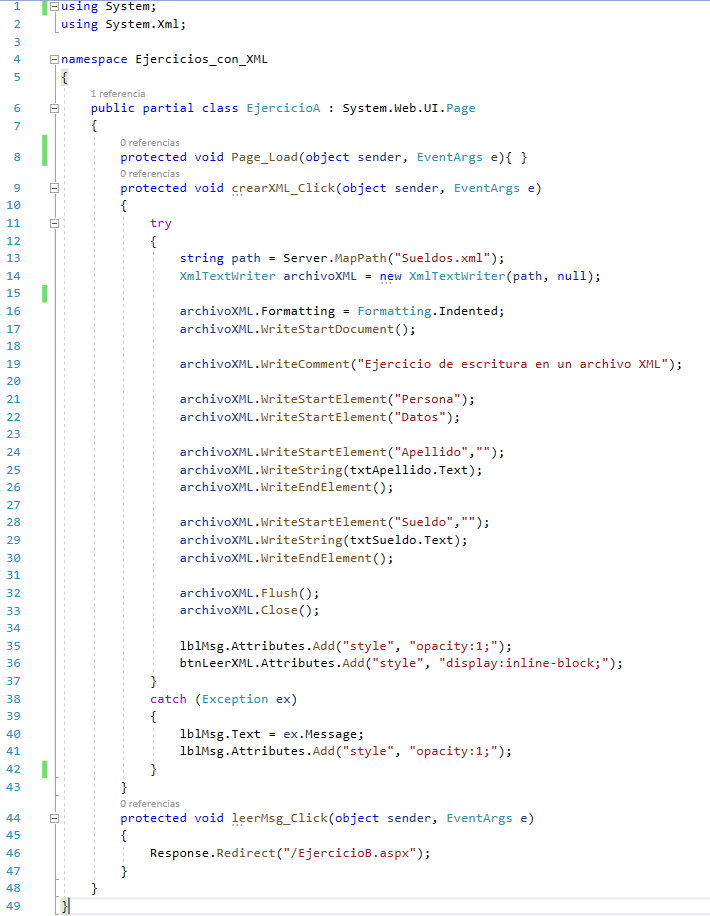 1 using System;
2 using System.Xml;
3
4 namespace Ejercicios_con_XML
5 {
1 referencia
6 public partial class EjercicioA : System.Web.UI.Page
7 {
0 referencias
8 protected void Page_Load(object sender, EventArgs e){ }
0 referencias
9 protected void crearXML_Click(object sender, EventArgs e)
10 {
11 try
12 {
13 string path = Server.MapPath("Sueldos.xml");
14 XmlTextWriter archivoXML = new XmlTextWriter(path, null);
15
16 archivoXML.Formatting = Formatting.Indented;
17 archivoXML.WriteStartDocument();
18
19 archivoXML.WriteComment("Ejercicio de escritura en un archivo XML");
20
21 archivoXML.WriteStartElement("Persona");
22 archivoXML.WriteStartElement("Datos");
23
24 archivoXML.WriteStartElement("Apellido","");
25 archivoXML.WriteString(txtApellido.Text);
26 archivoXML.WriteEndElement();
27
28 archivoXML.WriteStartElement("Sueldo","");
29 archivoXML.WriteString(txtSueldo.Text);
30 archivoXML.WriteEndElement();
31
32 archivoXML.Flush();
33 archivoXML.Close();
34
35 lblMsg.Attributes.Add("style", "opacity:1;");
36 btnLeerXML.Attributes.Add("style", "display:inline-block;");
37 }
38 catch (Exception ex)
39 {
40 lblMsg.Text = ex.Message;
41 lblMsg.Attributes.Add("style", "opacity:1;");
42 }
43 }
0 referencias
44 protected void leerMsg_Click(object sender, EventArgs e)
45 {
46 Response.Redirect("/EjercicioB.aspx");
47 }
48 }
49 }